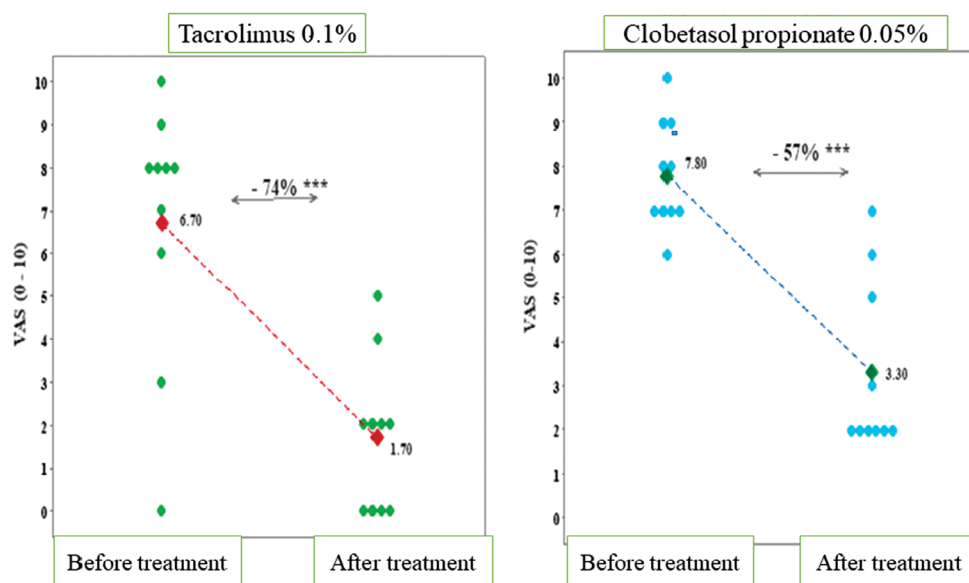 Tacrolimus 0.1%
10
9
8
7
6
5
4
3
2
1
0
VAS (0 - 10)
- 74% ***
6.70
1.70
Before treatment
After treatment
Clobetasol propionate 0.05%
10
9
8
7
6
5
4
3
2
1
0
VAS (0-10)
- 57% ***
7.80
3.30
Before treatment
After treatment